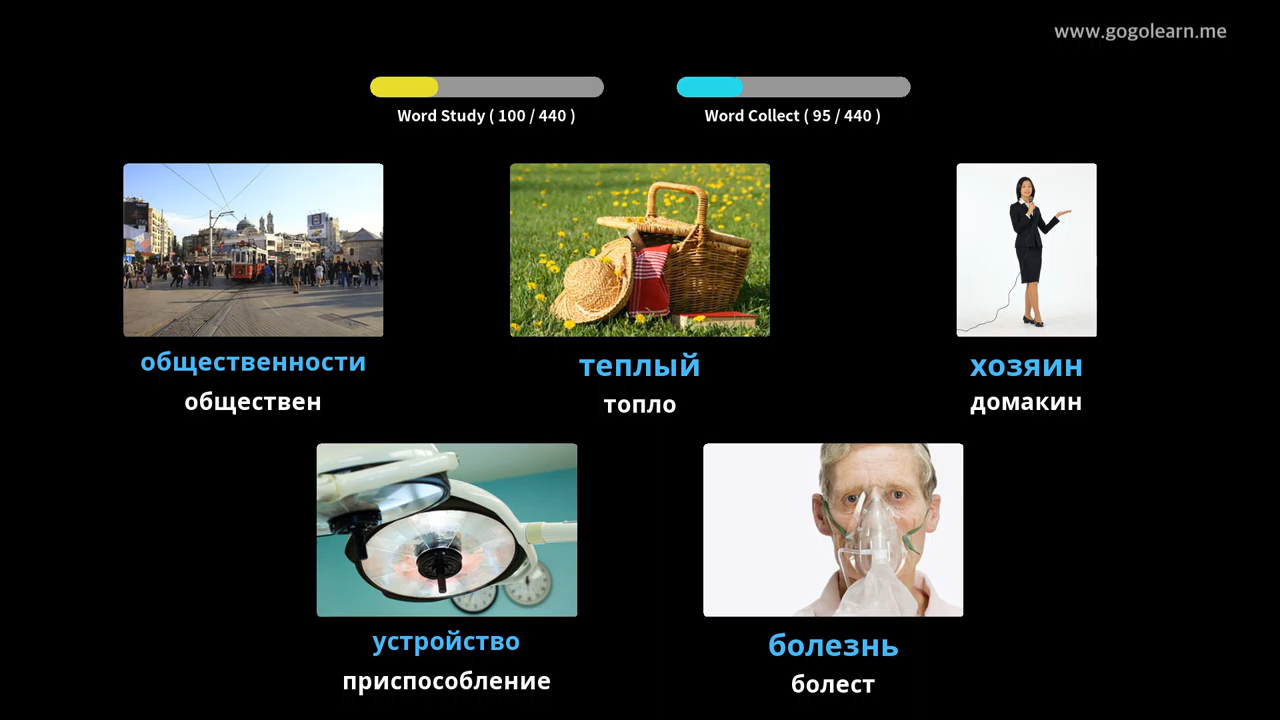 www.gogolearn.me
Word Study ( 100 / 440 )
Word Collect ( 95 / 440 )
общественности
обществен
теплый
топло
хозяин
домакин
устройство
приспособление
болезнь
болест